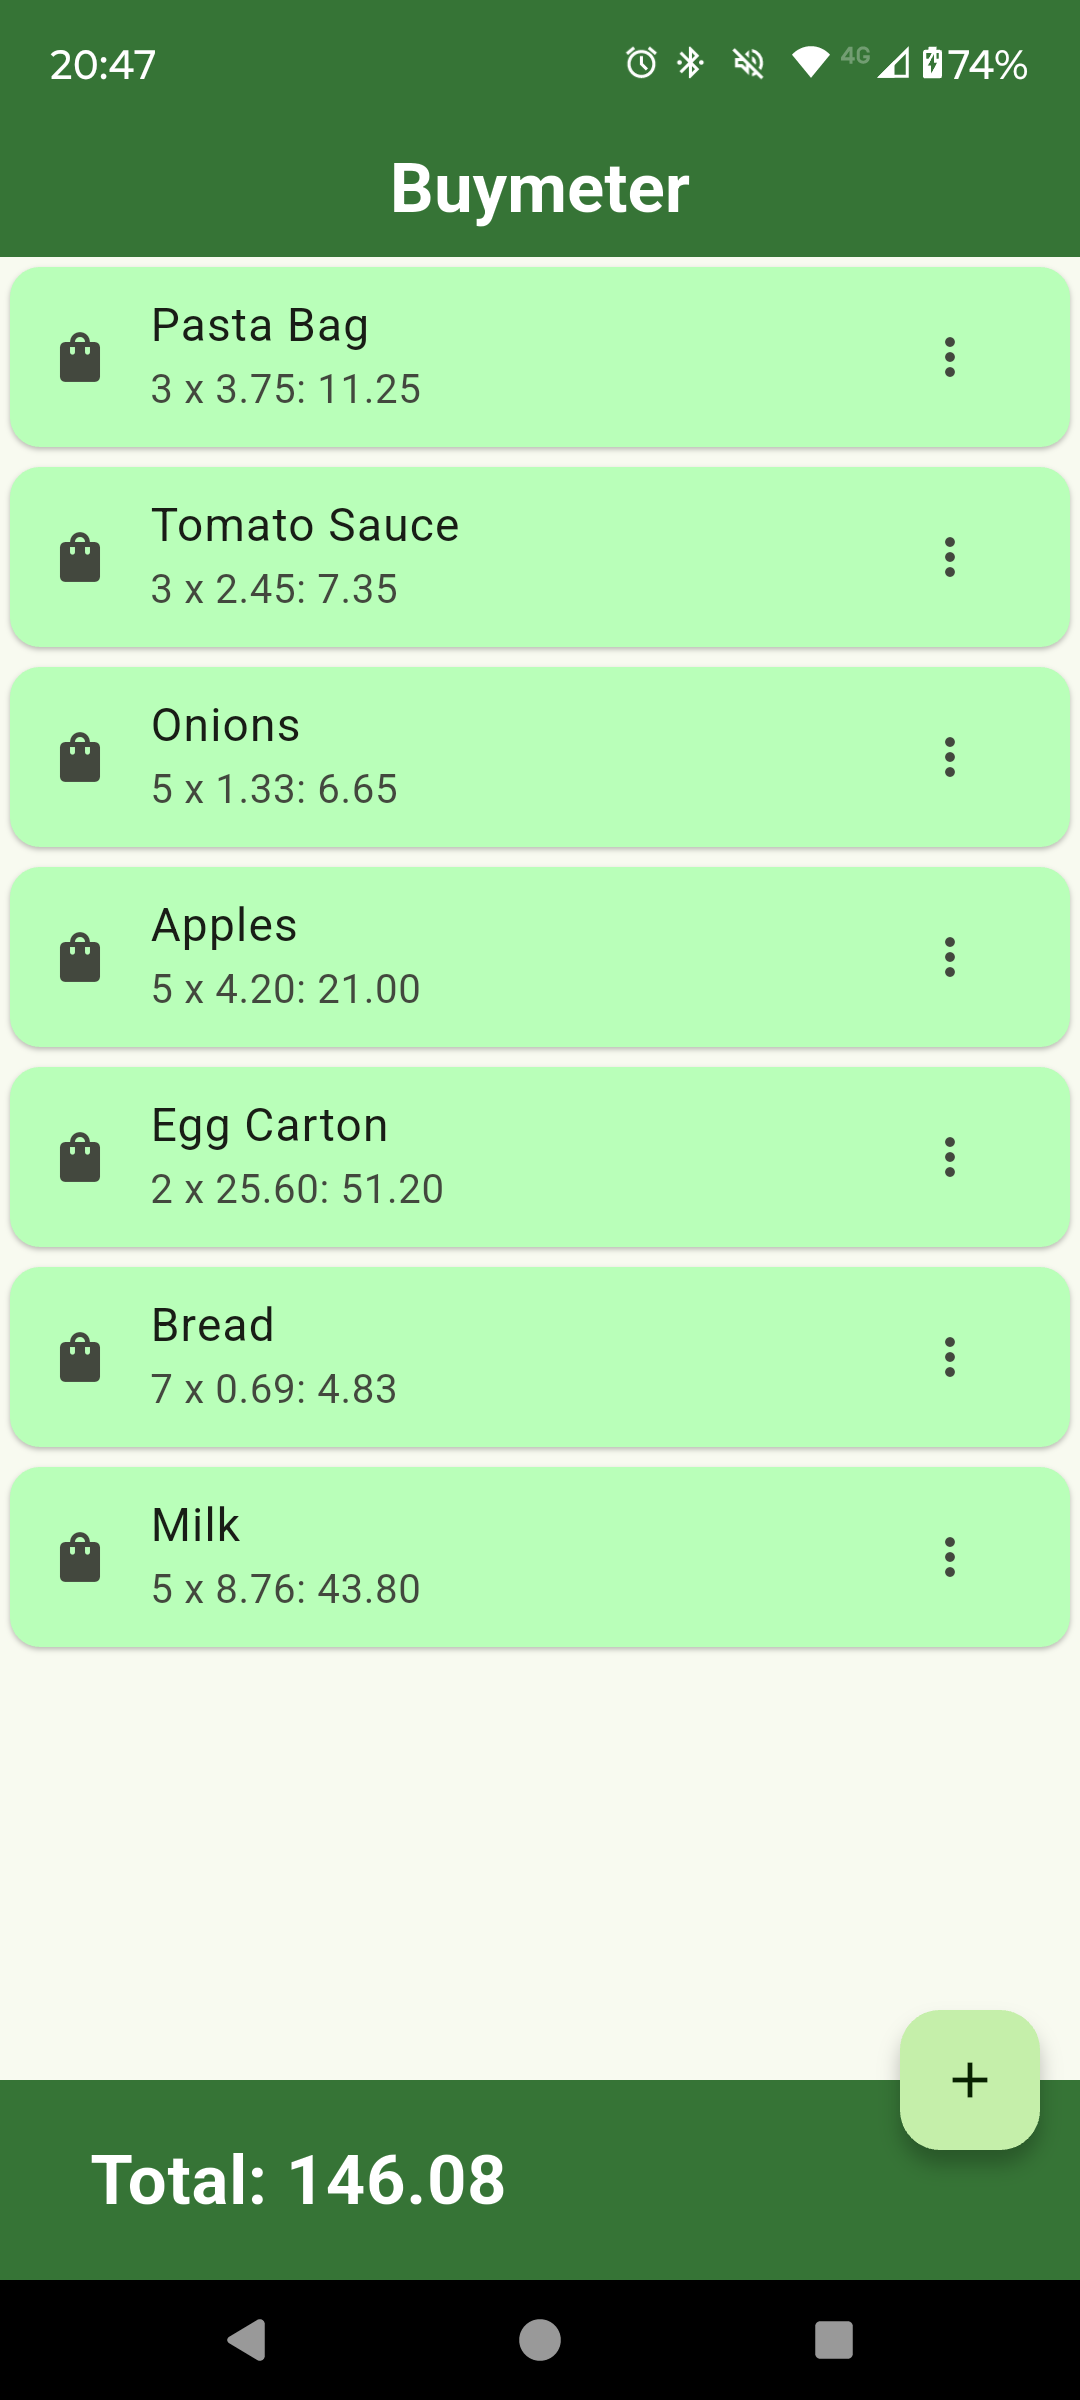 20:47
4G
74%
Buymeter
Pasta Bag
3 x 3.75: 11.25
Tomato Sauce
3 x 2.45: 7.35
Onions
5 x 1.33: 6.65
Apples
5 x 4.20: 21.00
Egg Carton
2 x 25.60: 51.20
Bread
7 x 0.69: 4.83
Milk
5 x 8.76: 43.80
Total: 146.08